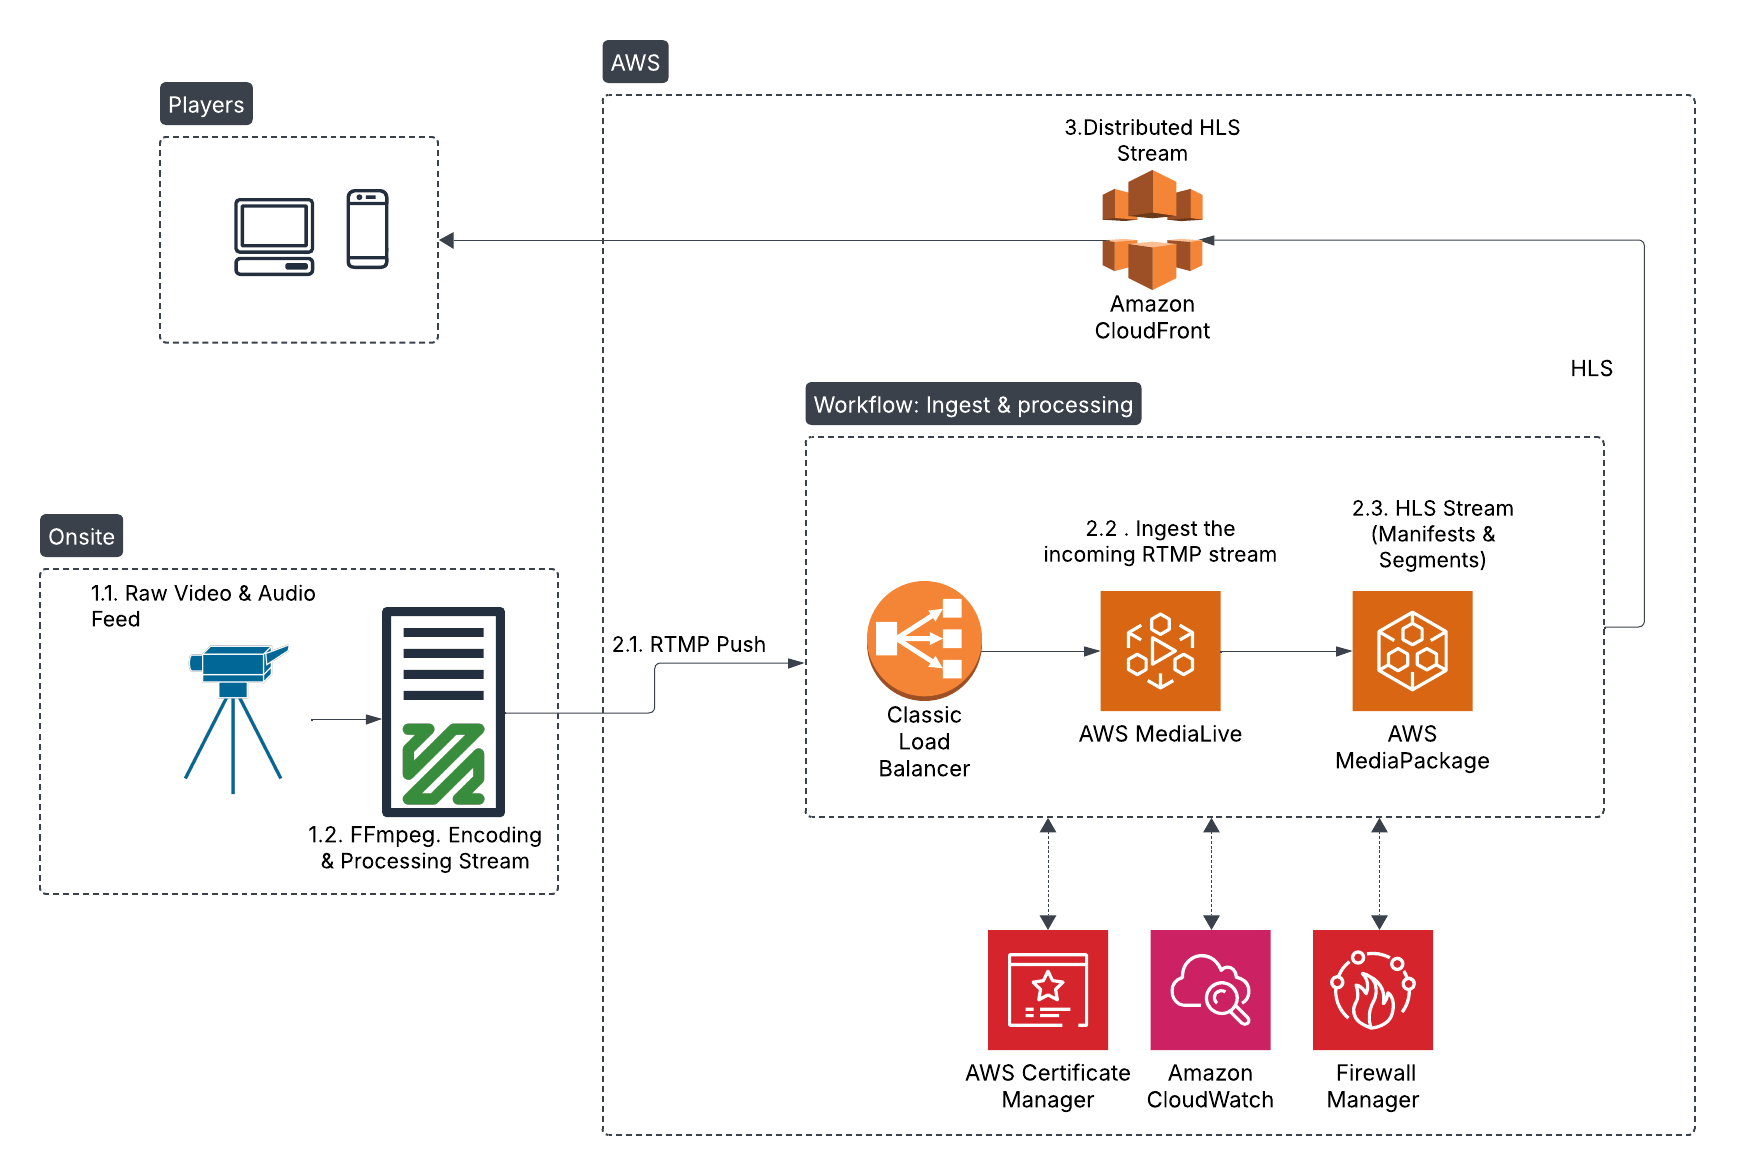 AWS
Players
3.Distributed HLS
Stream
Amazon
CloudFront
HLS
Workflow: Ingest & processing
Onsite
1.1. Raw Video & Audio
Feed
1.2. FFmpeg. Encoding
& Processing Stream
2.1. RTMP Push
Classic
Load
Balancer
2.2 . Ingest the
incoming RTMP stream
AWS MediaLive
2.3. HLS Stream
(Manifests &
Segments)
AWS
MediaPackage
AWS Certificate
Manager
Amazon
CloudWatch
Firewall
Manager